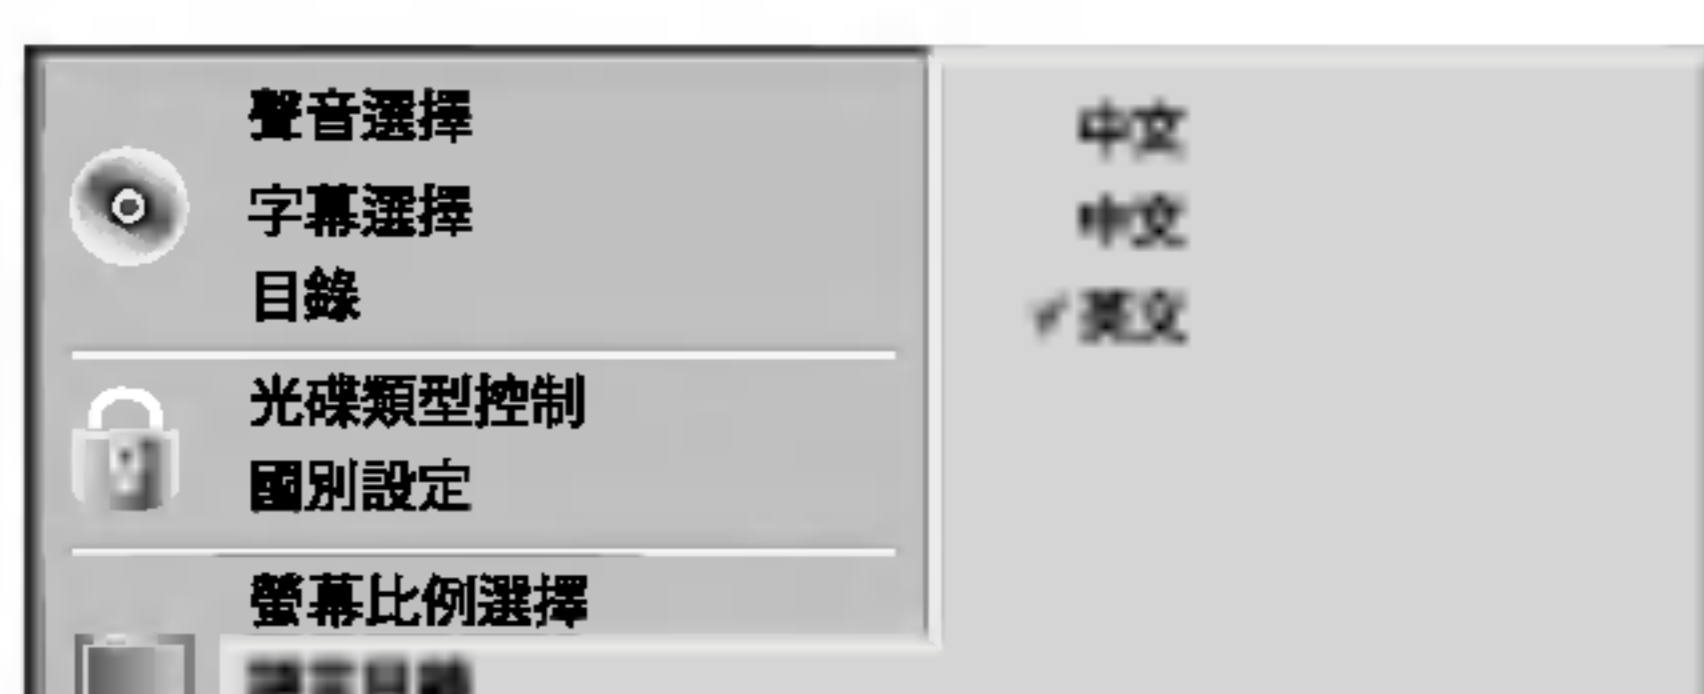 聲音選擇
字幕選擇
目錄
光碟類型控制
國別設定
螢幕比例選擇
中文
中文
✓英文